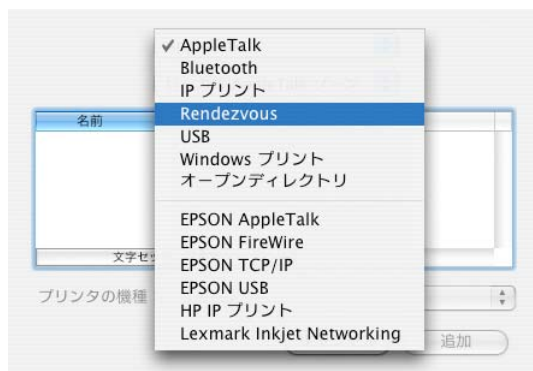 AppleTalk
Bluetooth
IP プリント
名前
Rendezvous
USB
Windows プリント
オープンディレクトリ
EPSON AppleTalk
EPSON FireWire
文字セ
EPSON TCP/IP
プリンタの機種
EPSON USB
HP IP プリント
Lexmark Inkjet Networking
追加